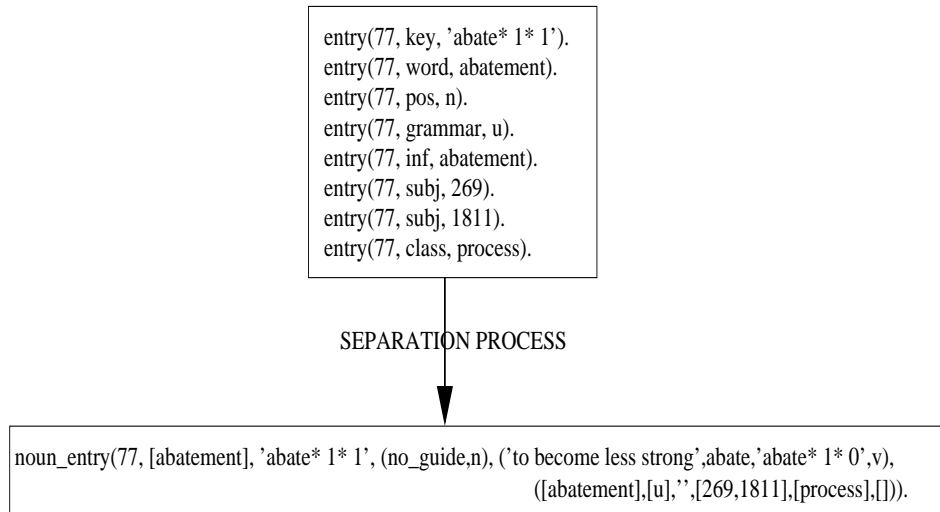 entry(77, key, 'abate* 1* 1').
entry(77, word, abatement).
entry(77, pos, n).
entry(77, grammar, u).
entry(77, inf, abatement).
entry(77, subj, 269).
entry(77, subj, 1811).
entry(77, class, process).
SEPARATION PROCESS
noun_entry(77, [abatement], 'abate* 1* 1', (no_guide,n), ('to become less strong',abate,'abate* 1* 0',v),
([abatement],[u],'',[269,1811],[process],[])).